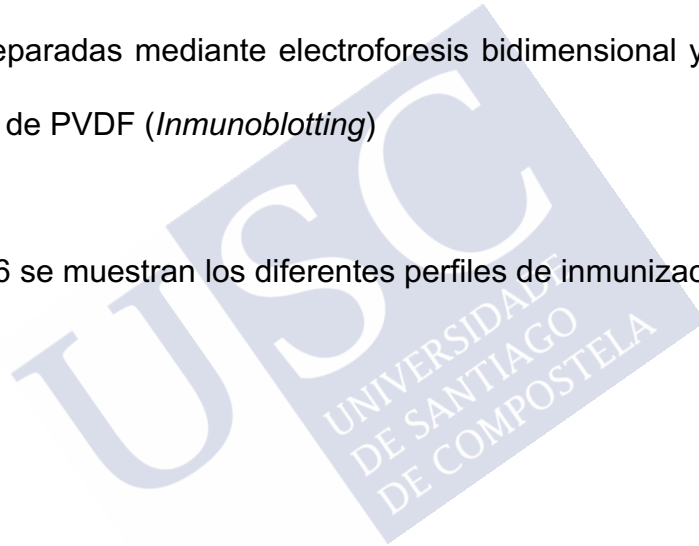 eparadas mediante electroforesis bidimensional y
de PVDF (Inmunoblotting)
6 se muestran los diferentes perfiles de inmunizac
USC
UNIVERSIDADE
DE SANTIAGO
DE COMPOSTELA